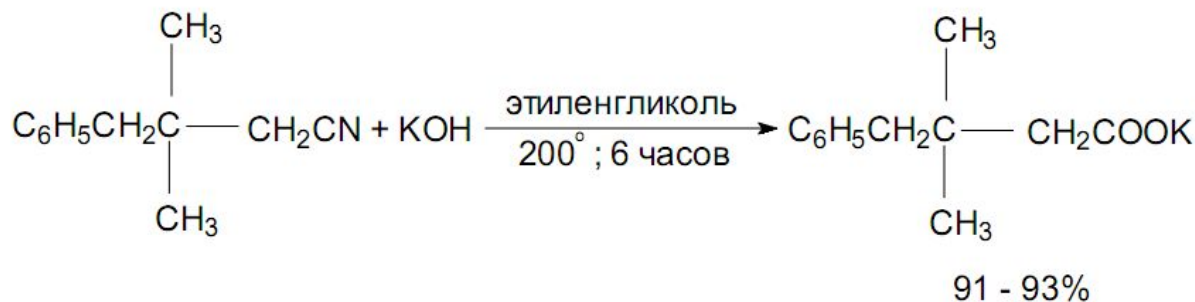 CH₃ CH₃
этиленгликоль
C₆H₅CH₂C CH₂CN + KOH C₆H₅CH₂C CH₂COOK
200° ; 6 часов
CH₃ CH₃
91 - 93%